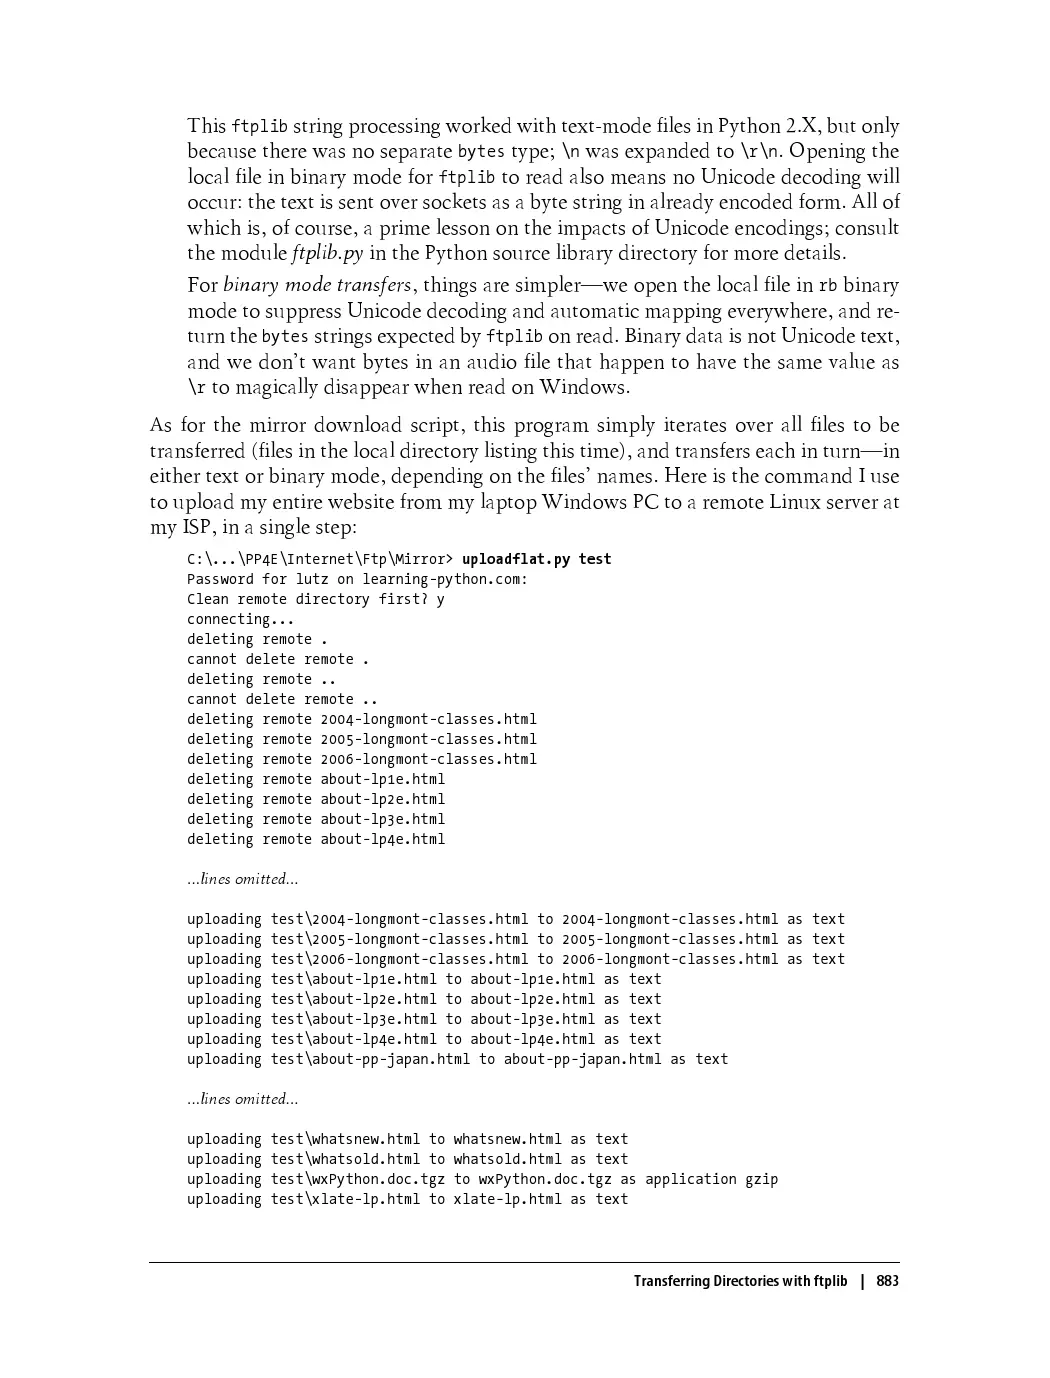 This ftplib string processing worked with text-mode files in Python 2.X, but only
because there was no separate bytes type; \n was expanded to \r\n. Opening the
local file in binary mode for ftplib to read also means no Unicode decoding will
occur: the text is sent over sockets as a byte string in already encoded form. All of
which is, of course, a prime lesson on the impacts of Unicode encodings; consult
the module ftplib.py in the Python source library directory for more details.
For binary mode transfers, things are simpler—we open the local file in rb binary
mode to suppress Unicode decoding and automatic mapping everywhere, and re-
turn the bytes strings expected by ftplib on read. Binary data is not Unicode text,
and we don’t want bytes in an audio file that happen to have the same value as
\r to magically disappear when read on Windows.
As for the mirror download script, this program simply iterates over all files to be
transferred (files in the local directory listing this time), and transfers each in turn—in
either text or binary mode, depending on the files’ names. Here is the command I use
to upload my entire website from my laptop Windows PC to a remote Linux server at
my ISP, in a single step:
C:\...\PP4E\Internet\Ftp\Mirror> uploadflat.py test
Password for lutz on learning-python.com:
Clean remote directory first? y
connecting...
deleting remote .
cannot delete remote .
deleting remote ..
cannot delete remote ..
deleting remote 2004-longmont-classes.html
deleting remote 2005-longmont-classes.html
deleting remote 2006-longmont-classes.html
deleting remote about-lp1e.html
deleting remote about-lp2e.html
deleting remote about-lp3e.html
deleting remote about-lp4e.html
...lines omitted...
uploading test\2004-longmont-classes.html to 2004-longmont-classes.html as text
uploading test\2005-longmont-classes.html to 2005-longmont-classes.html as text
uploading test\2006-longmont-classes.html to 2006-longmont-classes.html as text
uploading test\about-lp1e.html to about-lp1e.html as text
uploading test\about-lp2e.html to about-lp2e.html as text
uploading test\about-lp3e.html to about-lp3e.html as text
uploading test\about-lp4e.html to about-lp4e.html as text
uploading test\about-pp-japan.html to about-pp-japan.html as text
...lines omitted...
uploading test\whatsnew.html to whatsnew.html as text
uploading test\whatsold.html to whatsold.html as text
uploading test\wxPython.doc.tgz to wxPython.doc.tgz as application gzip
uploading test\xlate-lp.html to xlate-lp.html as text
Transferring Directories with ftplib | 883